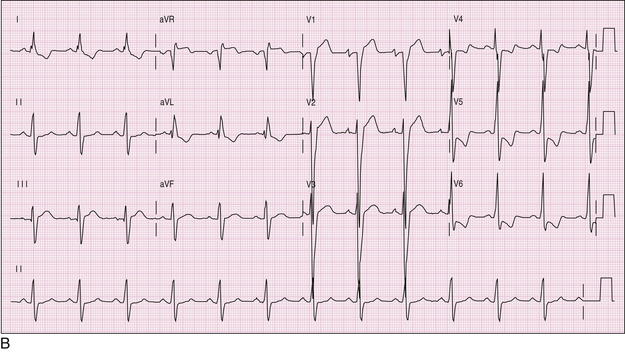 I aVR V1 V4
II aVL V2 V5
III aVF V3 V6
II
B